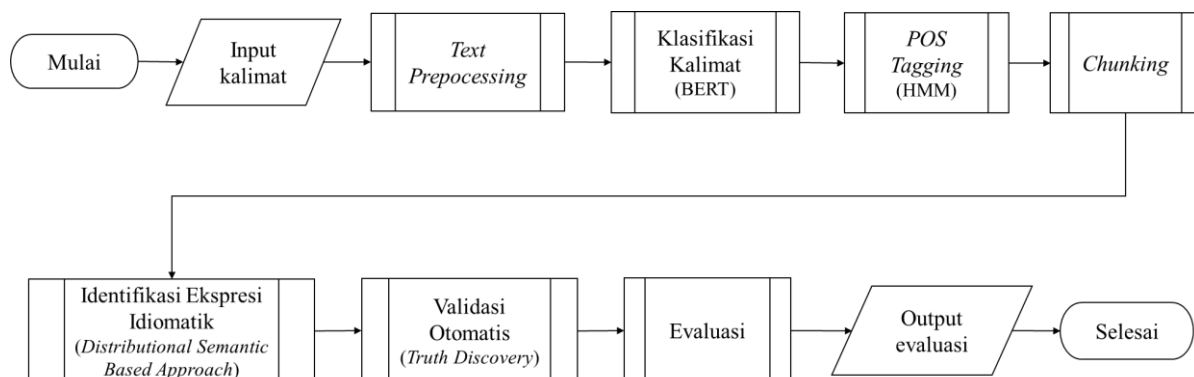 Mulai
Input
kalimat
Text
Prepocessing
Klasifikasi
Kalimat
(BERT)
POS
Tagging
(HMM)
Chunking
Identifikasi Ekspresi
Idiomatik
(Distributional Semantic
Based Approach)
Validasi
Otomatis
(Truth Discovery)
Evaluasi
Output
evaluasi
Selesai